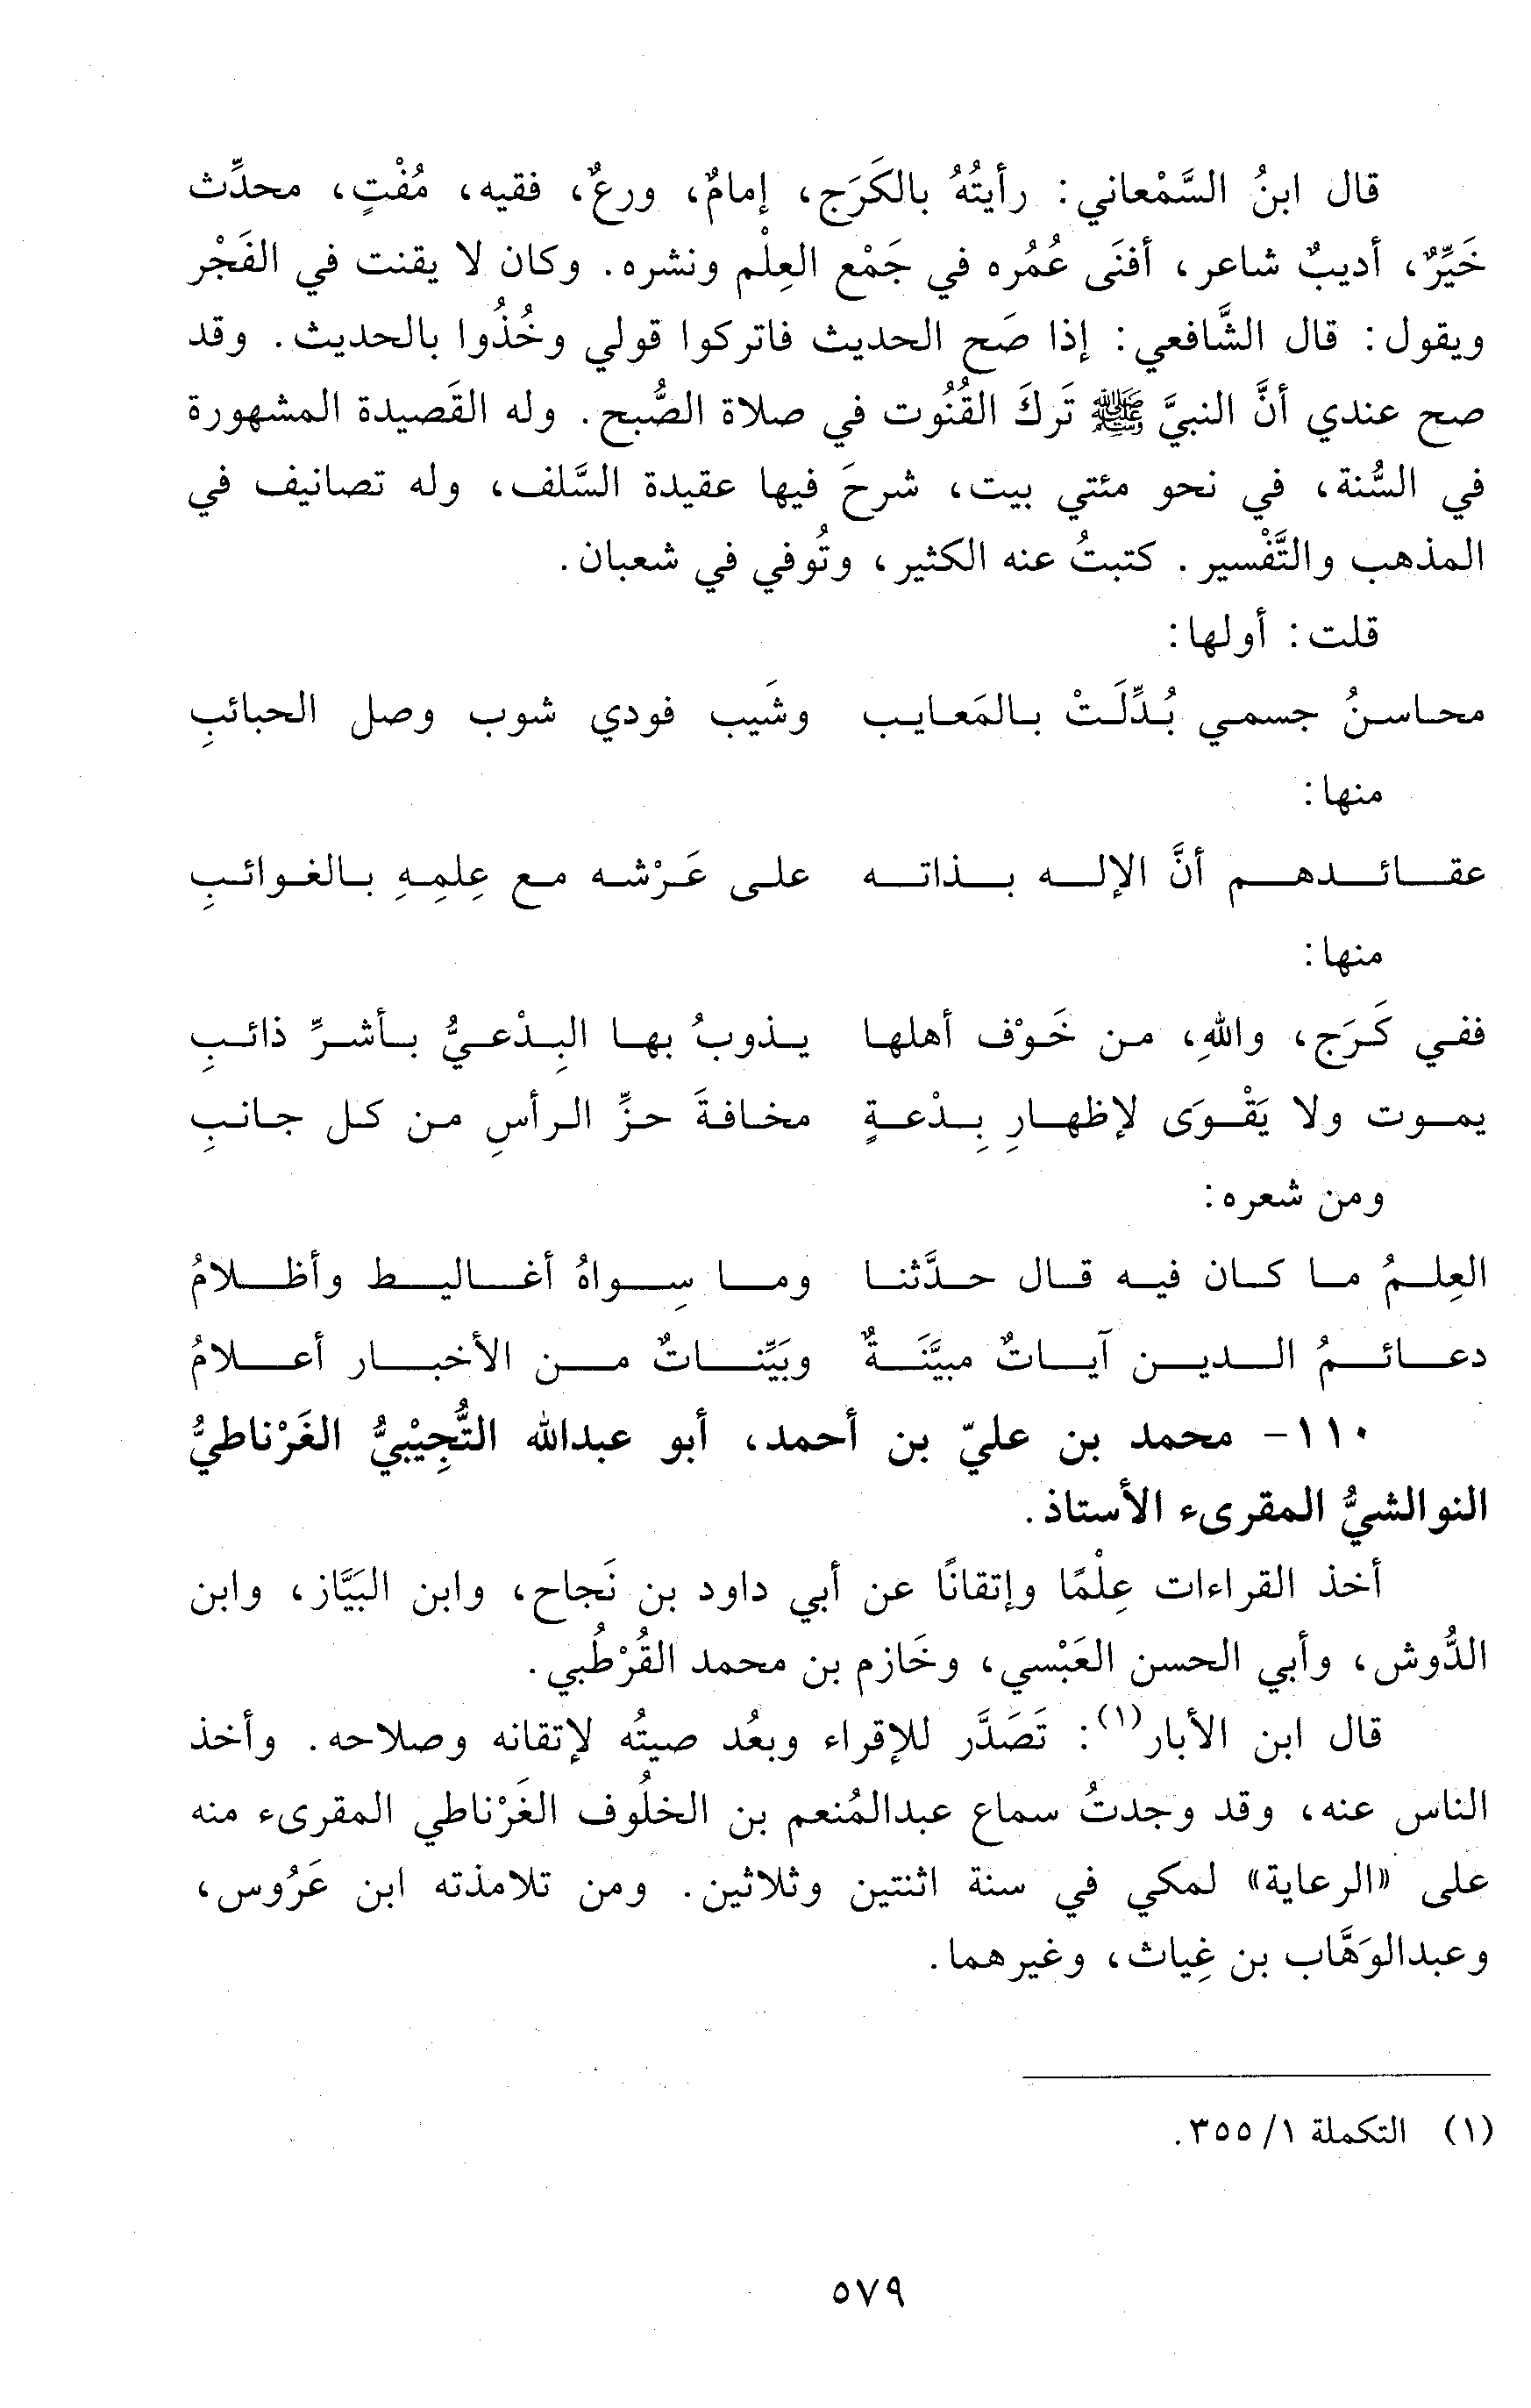 قال ابنُ السَّمْعاني: رأيتُهُ بالكَرَج، إمامٌ، ورعٌ، فقيه، مُفْتٍ، محدِّث
خَيِّرٌ، أديبٌ شاعر، أفنَى عُمُره في جَمْع العِلْم ونشره. وكان لا يقنت في الفَجْر
ويقول: قال الشَّافعي: إذا صَح الحديث فاتركوا قولي وخُذُوا بالحديث. وقد
صح عندي أنَّ النبيَّ ﷺ تَركَ القُنُوت في صلاة الصُّبح. وله القَصيدة المشهورة
في السُّنة، في نحو مئتي بيت، شرحَ فيها عقيدة السَّلف، وله تصانيف في
المذهب والتَّفْسير. كتبتُ عنه الكثير، وتُوفي في شعبان.
قلت: أولها:
محاسنُ جسمي بُدِّلَتْ بالمَعايب وشَيب فودي شوب وصل الحبائبِ
منها:
عقائدهم أنَّ الإله بذاته على عَرْشه مع عِلمِهِ بالغوائبِ
منها:
ففي كَرَج، واللهِ، من خَوْف أهلها يذوبُ بها البِدْعيُّ بأشرِّ ذائبِ
يموت ولا يَقْوَى لإظهارِ بِدْعةٍ مخافةَ حزِّ الرأسِ من كل جانبِ
ومن شعره:
العِلمُ ما كان فيه قال حدَّثنا وما سِواهُ أغاليط وأظلامُ
دعائمُ الدين آياتٌ مبيَّنَةٌ وبَيِّناتٌ من الأخبار أعلامُ
١١٠- محمد بن عليّ بن أحمد، أبو عبدالله التُّجِيْبيُّ الغَرْناطيُّ
النوالشيُّ المقرىء الأستاذ.
أخذ القراءات عِلْمًا وإتقانًا عن أبي داود بن نَجاح، وابن البَيَّاز، وابن
الدُّوش، وأبي الحسن العَبْسي، وخَازم بن محمد القُرْطُبي.
قال ابن الأبار(١): تَصَدَّر للإقراء وبعُد صيتُه لإتقانه وصلاحه. وأخذ
الناس عنه، وقد وجدتُ سماع عبدالمُنعم بن الخلُوف الغَرْناطي المقرىء منه
على «الرعاية» لمكي في سنة اثنتين وثلاثين. ومن تلامذته ابن عَرُوس،
وعبدالوَهَّاب بن غِياث، وغيرهما.
(١) التكملة ١/ ٣٥٥.
٥٧٩